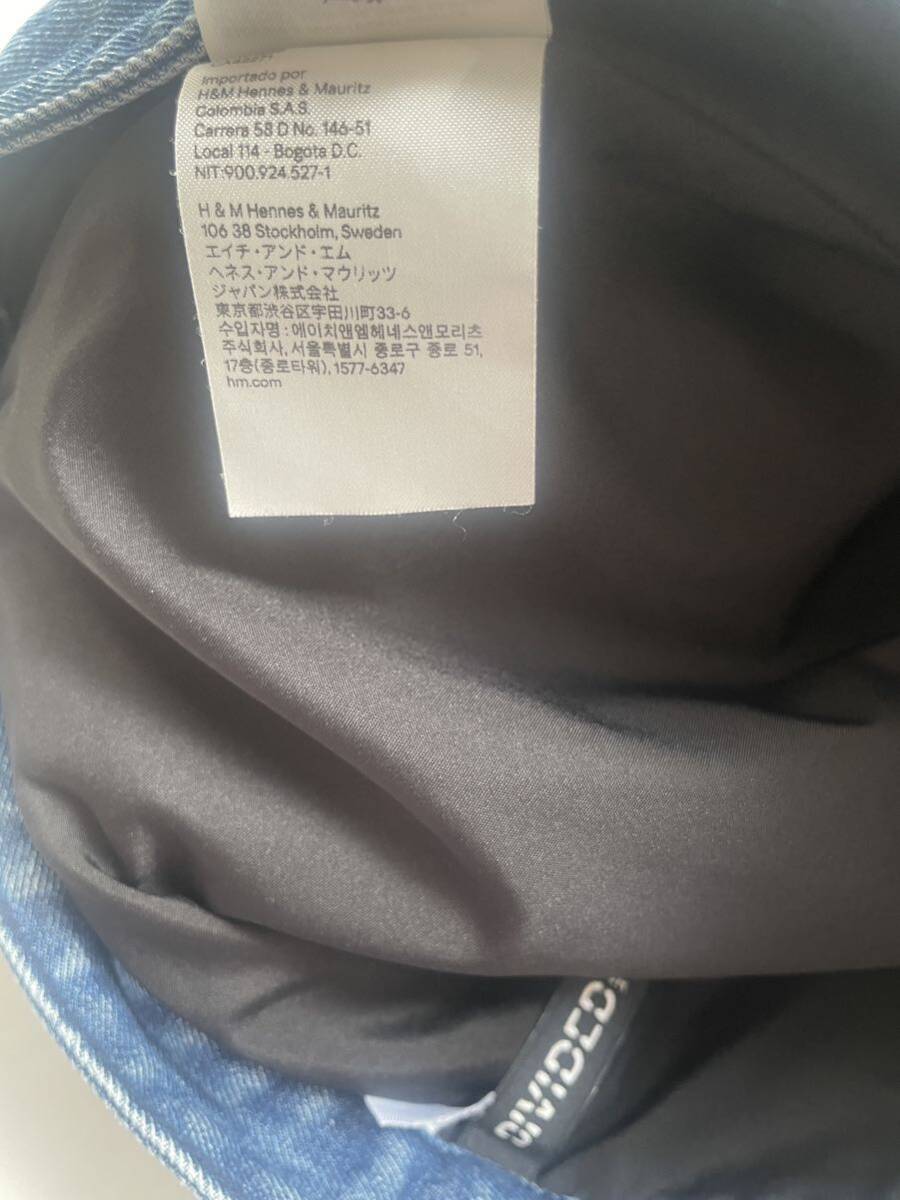 Importado por
H&M Hennes & Mauritz
Colombia S.A.S.
Carrera 58 D No. 146-51
Local 114 - Bogota D.C.
NIT:900.924.527-1
H & M Hennes & Mauritz
106 38 Stockholm, Sweden
エイチ・アンド・エム
ヘネス・アンド・マウリッツ
ジャパン株式会社
東京都渋谷区宇田川町33-6
수입자명 : 에이치앤엠헤네스앤모리츠
주식회사, 서울특별시 종로구 종로 51,
17층(종로타워), 1577-6347
hm.com
DIVIDED